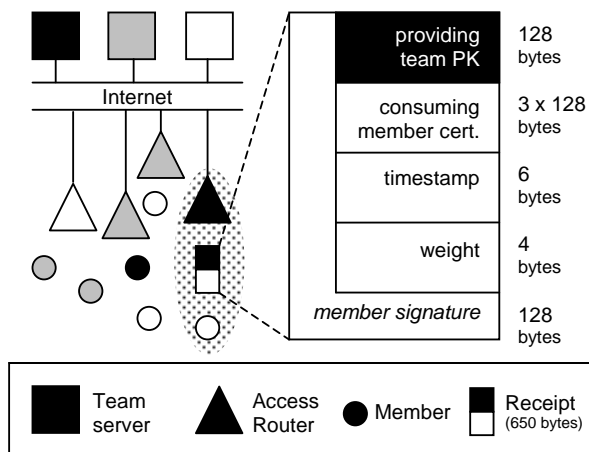 Internet
providing
team PK
128
bytes
consuming
member cert.
3 x 128
bytes
timestamp
6
bytes
weight
4
bytes
member signature
128
bytes
Team
server
Access
Router
Member
Receipt
(650 bytes)